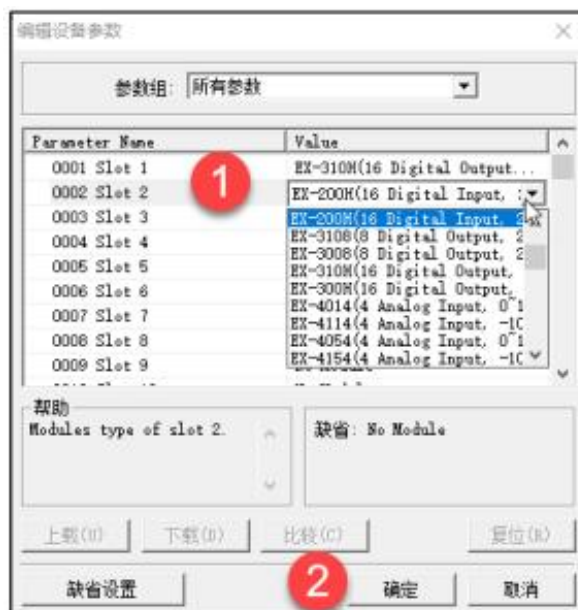 编辑设备参数
参数组: 所有参数
Parameter Name Value
0001 Slot 1 EX-310H(16 Digital Output...
1
0002 Slot 2 EX-200H(16 Digital Input,
0003 Slot 3 EX-200H(16 Digital Input, 2
0004 Slot 4 EX-3108(8 Digital Output, 2
EX-3008(8 Digital Output, 2
0005 Slot 5 EX-310H(16 Digital Output,
0006 Slot 6 EX-300H(16 Digital Output,
0007 Slot 7 EX-4014(4 Analog Input, 0~1
EX-4114(4 Analog Input, -10
0008 Slot 8 EX-4054(4 Analog Input, 0~1
0009 Slot 9 EX-4154(4 Analog Input, -10
帮助
Modules type of slot 2.
缺省: No Module
上载(U) 下载(D) 比较(C) 复位(R)
2
缺省设置 确定 取消